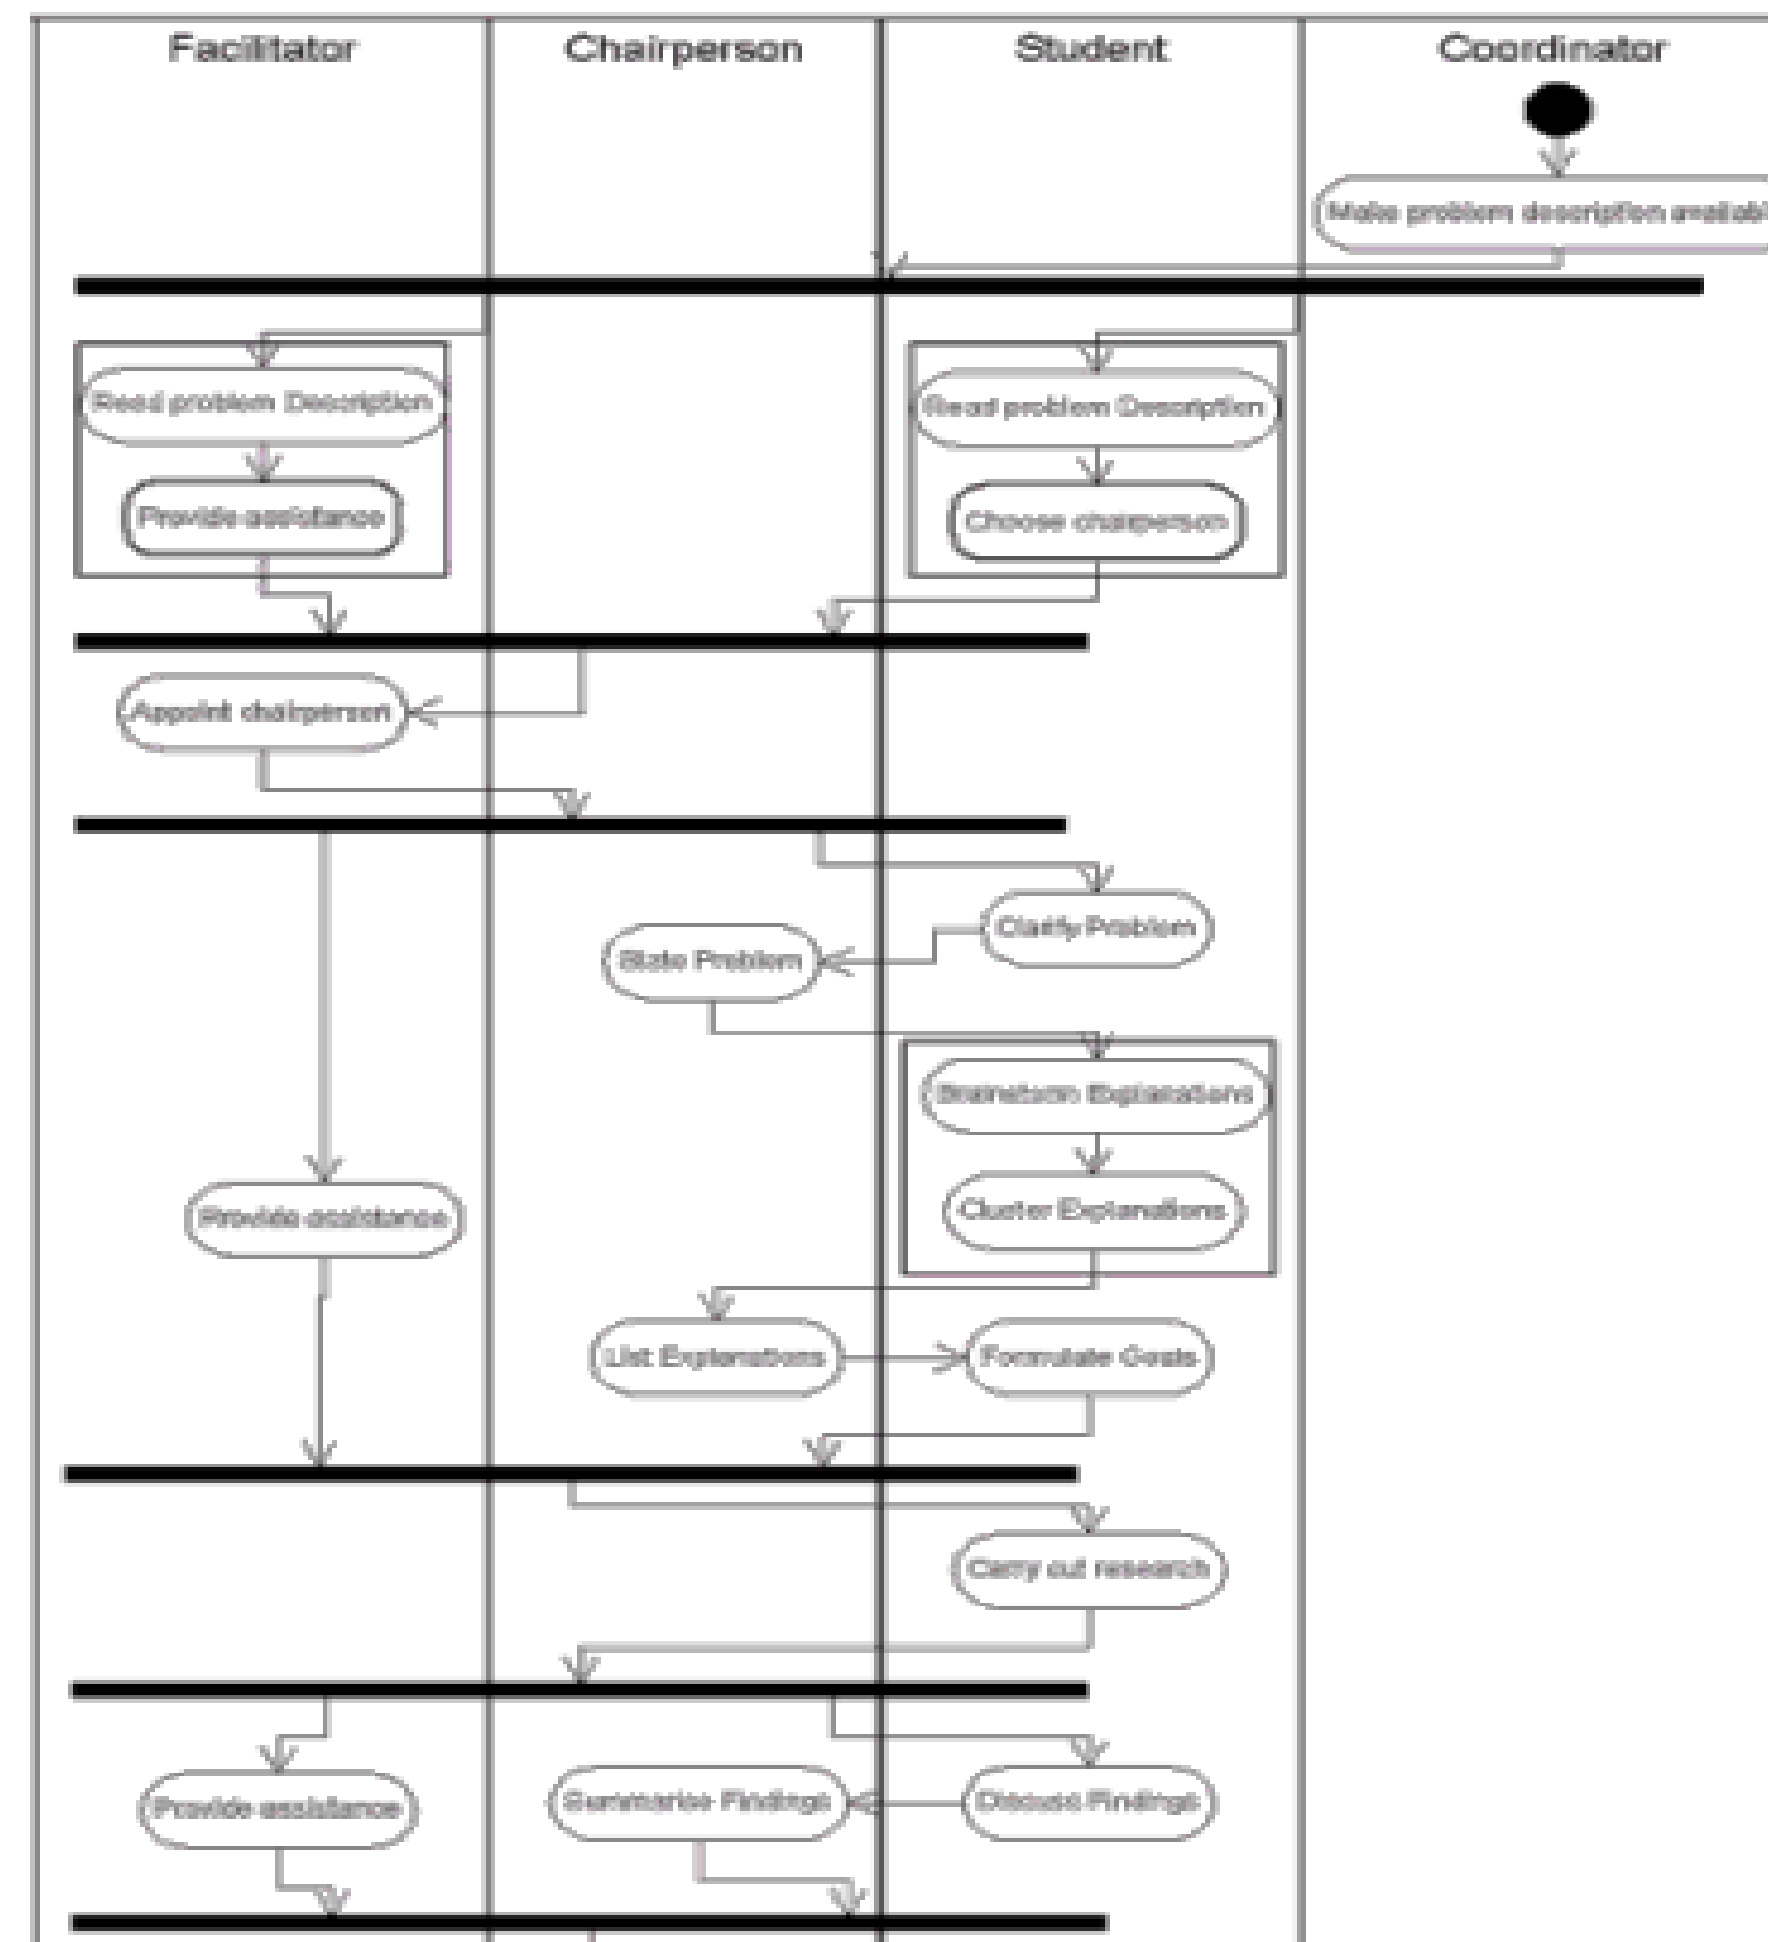 Facilitator
Chairperson
Student
Coordinator
Make problem description availabl
Read problem Description
Read problem Description
Provide assistance
Choose chairperson
Appoint chairperson
Clarify Problem
State Problem
Brainstorm Explanations
Provide assistance
Cluster Explanations
List Explanations
Formulate Goals
Carry out research
Provide assistance
Summarise Findings
Discuss Findings